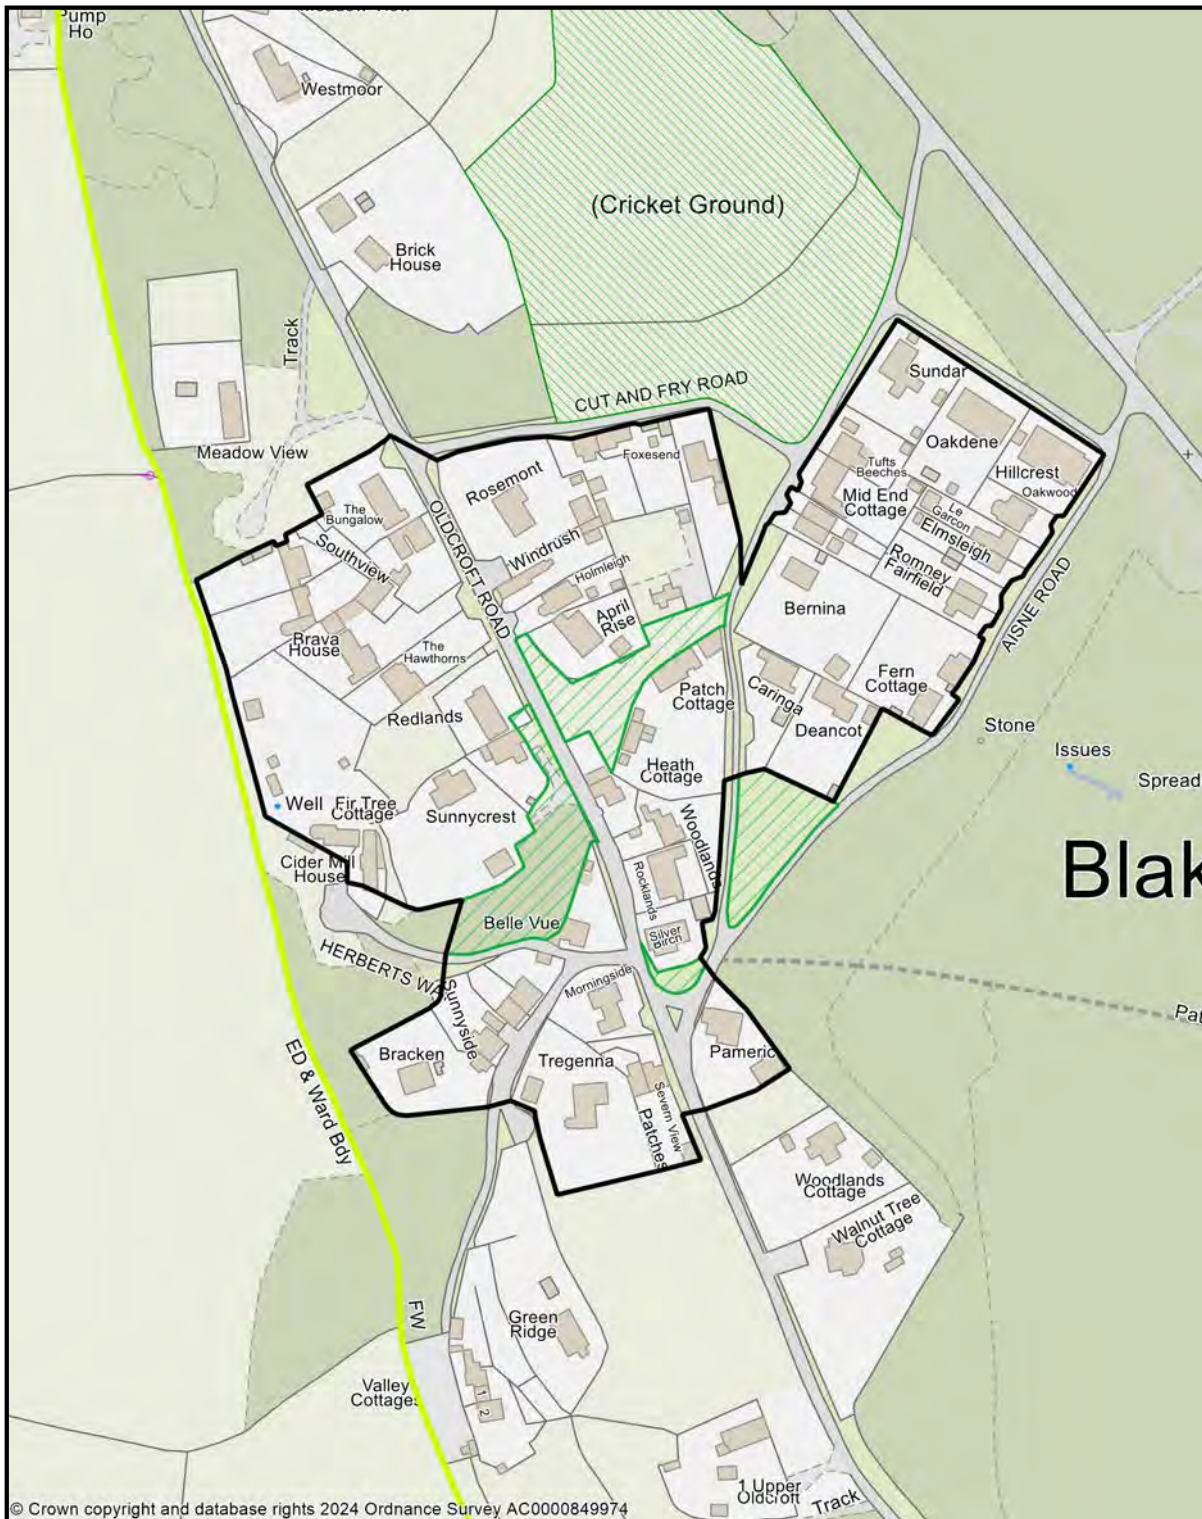 Pump
Ho
Westmoor
(Cricket Ground)
Brick
House
Track
CUT AND FRY ROAD
Sundar
Oakdene
Hillcrest
Oakwood
Meadow View
Rosemont
Foxesend
Tufts
Beeches
Mid End
Cottage
Le
Garcon
Elmsleigh
The
Bungalow
Southview
OLDCROFT ROAD
Windrush
Holmleigh
Romney
Fairfield
AISNE ROAD
April
Rise
Bernina
Brava
House
The
Hawthorns
Fern
Cottage
Patch
Cottage
Caringa
Redlands
Deancot
Stone
Issues
Spread
Heath
Cottage
Well
Fir Tree
Cottage
Sunnycrest
Woodlands
Cider Mill
House
Rocklands
Blak
Belle Vue
Silver
Birch
HERBERTS WA
Sunnyside
Morningside
Pat
Bracken
Tregenna
Pameric
ED & Ward Bdy
Severn View
Patches
Woodlands
Cottage
Walnut Tree
Cottage
FW
Green
Ridge
Valley
Cottages
1
2
1 Upper
Oldcroft
Track
© Crown copyright and database rights 2024 Ordnance Survey AC0000849974